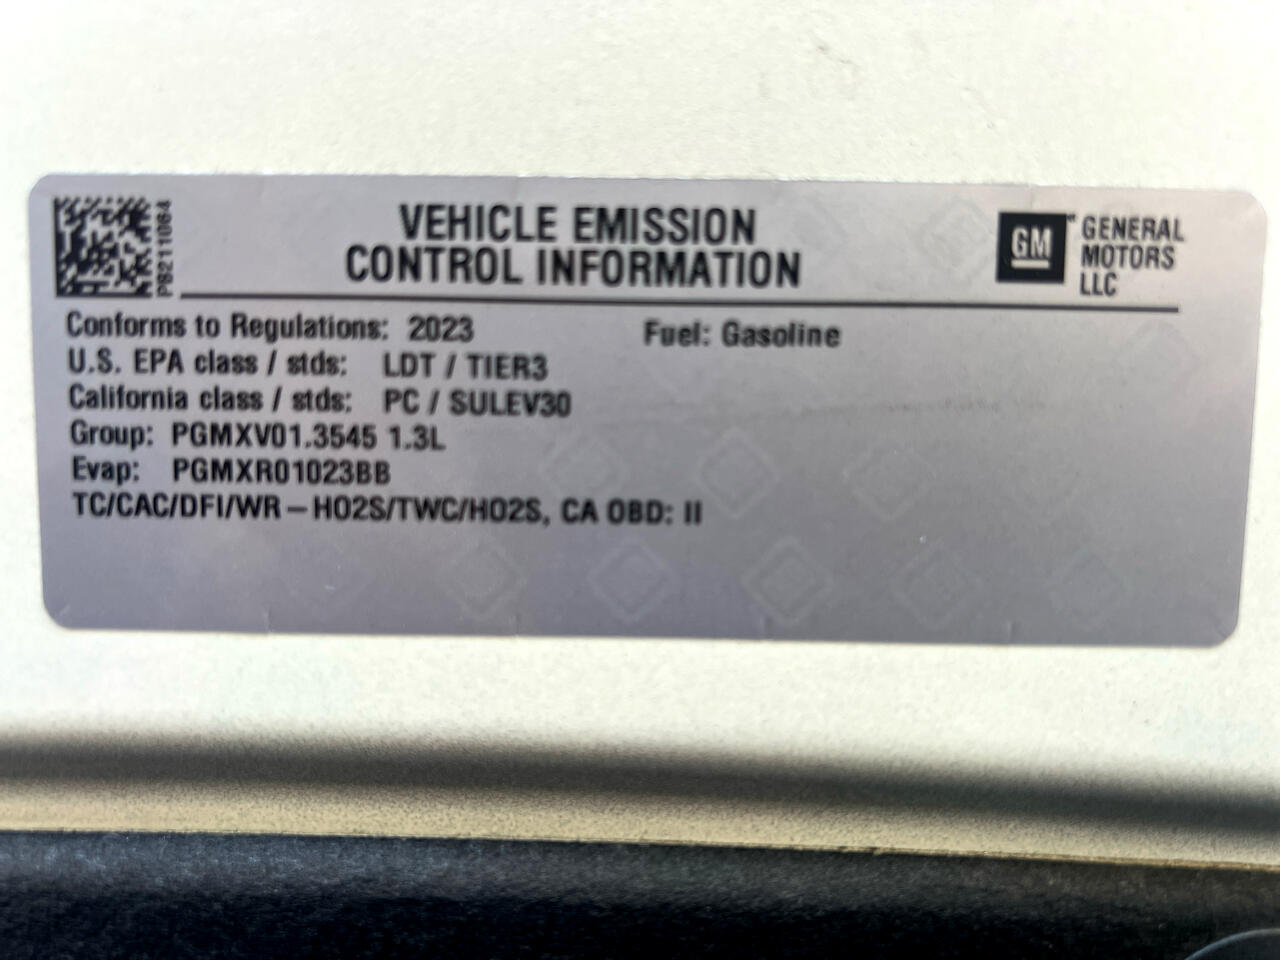 P8211064
VEHICLE EMISSION
CONTROL INFORMATION
GM
GENERAL
MOTORS
LLC
Conforms to Regulations: 2023 Fuel: Gasoline
U.S. EPA class / stds: LDT / TIER3
California class / stds: PC / SULEV30
Group: PGMXV01.3545 1.3L
Evap: PGMXR01023BB
TC/CAC/DFI/WR – HO2S/TWC/HO2S, CA OBD: II